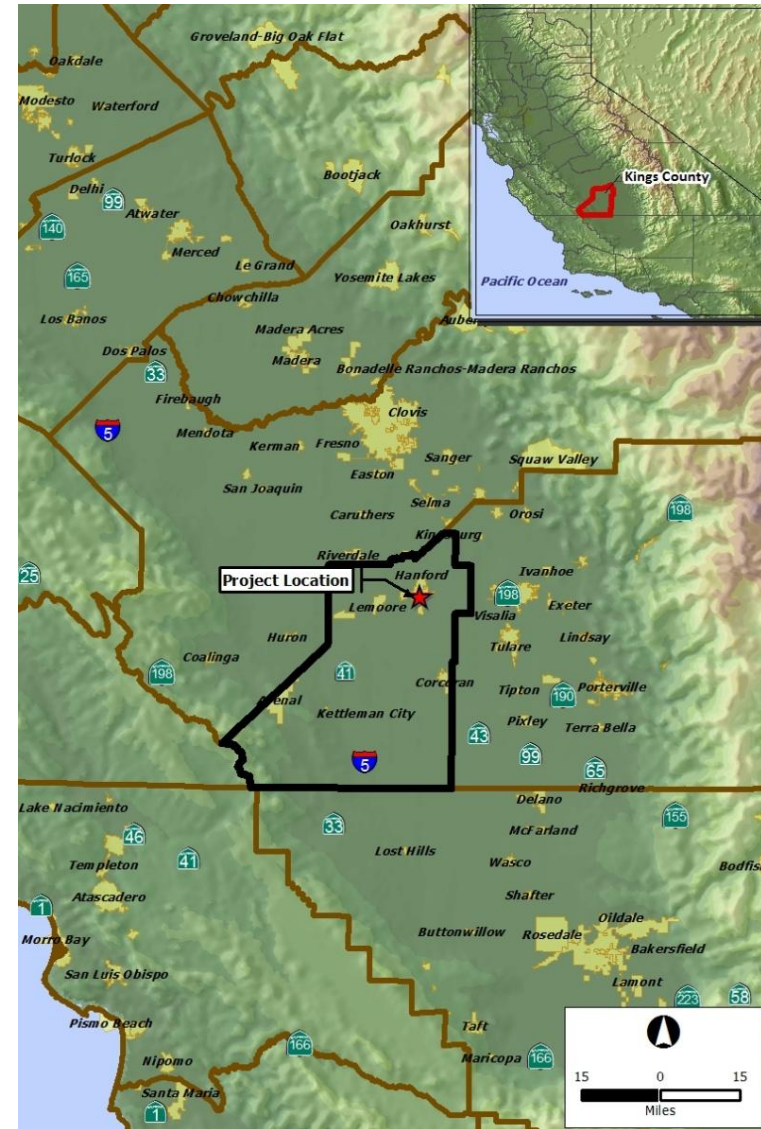 Groveland-Big Oak Flat
Oakdale
Modesto
Waterford
Kings County
Turlock
Bootjack
Delhi
99
Atwater
140
Oakhurst
Merced
Le Grand
165
Yosemite Lakes
Pacific Ocean
Chowchilla
Los Banos
Madera Acres
Dos Palos
Madera
33
Bonadelle Ranchos-Madera Ranchos
Firebaugh
Clovis
5
Mendota
Kerman
Fresno
Sanger
Squaw Valley
Easton
San Joaquin
Selma
198
Caruthers
Orosi
Riverdale
25
Project Location
Hanford
Ivanhoe
198
Lemoore
Exeter
Visalia
Huron
Lindsay
Tulare
Coalinga
198
41
Corcoran
Tipton
190
Porterville
Kettleman City
Pixley
Terra Bella
43
99
5
65
Richgrove
Lake Nacimiento
Delano
33
155
46
McFarland
41
Lost Hills
Templeton
Wasco
Atascadero
Shafter
1
Oildale
Buttonwillow
Rosedale
Morro Bay
Bakersfield
San Luis Obispo
Lamont
223
58
Pismo Beach
Taft
166
Maricopa
166
Nipomo
15 0 15
Santa Maria
Miles
1